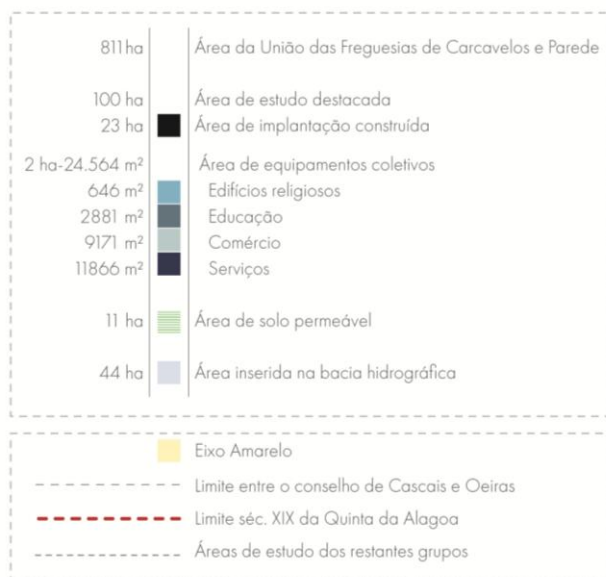 811 ha Área da União das Freguesias de Carcavelos e Parede
100 ha Área de estudo destacada
23 ha Área de implantação construída
2 ha-24.564 m² Área de equipamentos coletivos
646 m² Edifícios religiosos
2881 m² Educação
9171 m² Comércio
11866 m² Serviços
11 ha Área de solo permeável
44 ha Área inserida na bacia hidrográfica
Eixo Amarelo
Limite entre o conselho de Cascais e Oeiras
Limite séc. XIX da Quinta da Alagoa
Áreas de estudo dos restantes grupos